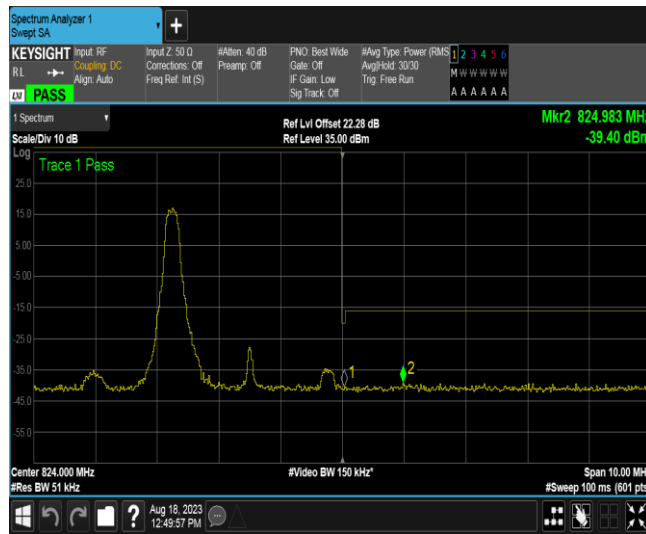 Spectrum Analyzer 1
Swept SA
+
KEYSIGHT
RL
LXI PASS
Input: RF
Coupling: DC
Align: Auto
Input Z: 50 Ω
Corrections: Off
Freq Ref: Int (S)
#Atten: 40 dB
Preamp: Off
PNO: Best Wide
Gate: Off
IF Gain: Low
Sig Track: Off
#Avg Type: Power (RMS
Avg|Hold: 30/30
Trig: Free Run
1 2 3 4 5 6
M W W W W W
A A A A A A
1 Spectrum
Scale/Div 10 dB
Ref Lvl Offset 22.28 dB
Ref Level 35.00 dBm
Mkr2 824.983 MHz
-39.40 dBm
Log
Trace 1 Pass
25.0
15.0
5.00
-5.00
-15.0
-25.0
-35.0
1
2
-45.0
-55.0
Center 824.000 MHz
#Video BW 150 kHz*
Span 10.00 MH
#Res BW 51 kHz
#Sweep 100 ms (601 pts
?
Aug 18, 2023
12:49:57 PM